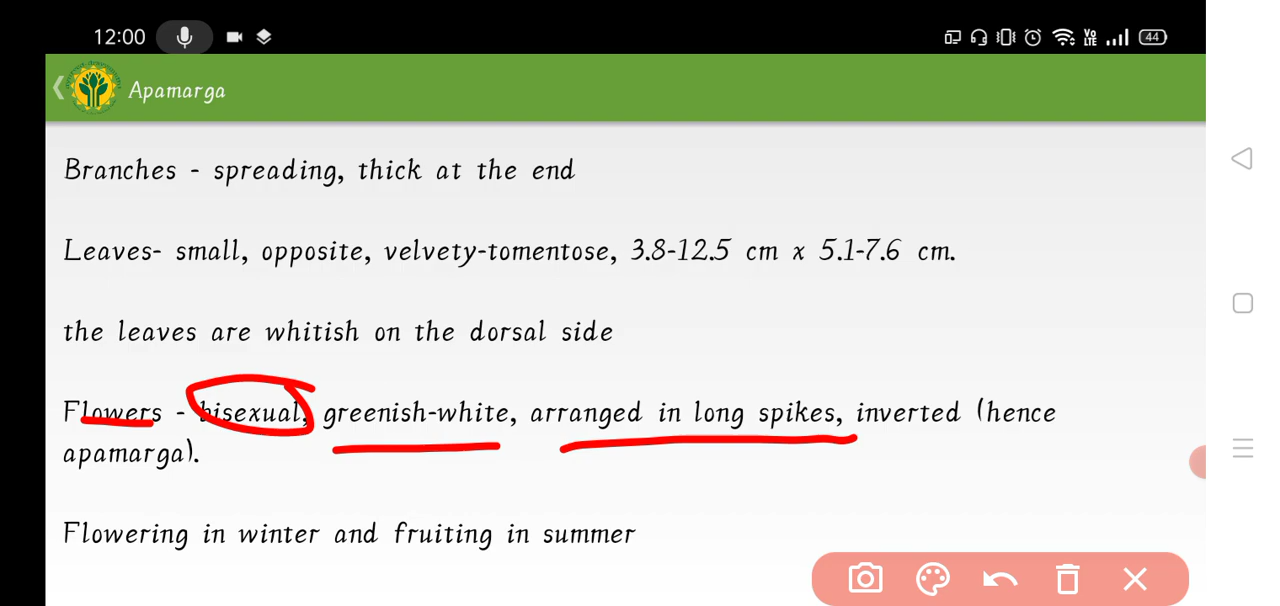 12:00
44
Apamarga
Branches - spreading, thick at the end
Leaves- small, opposite, velvety-tomentose, 3.8-12.5 cm x 5.1-7.6 cm.
the leaves are whitish on the dorsal side
Flowers - bisexual, greenish-white, arranged in long spikes, inverted (hence
apamarga).
Flowering in winter and fruiting in summer